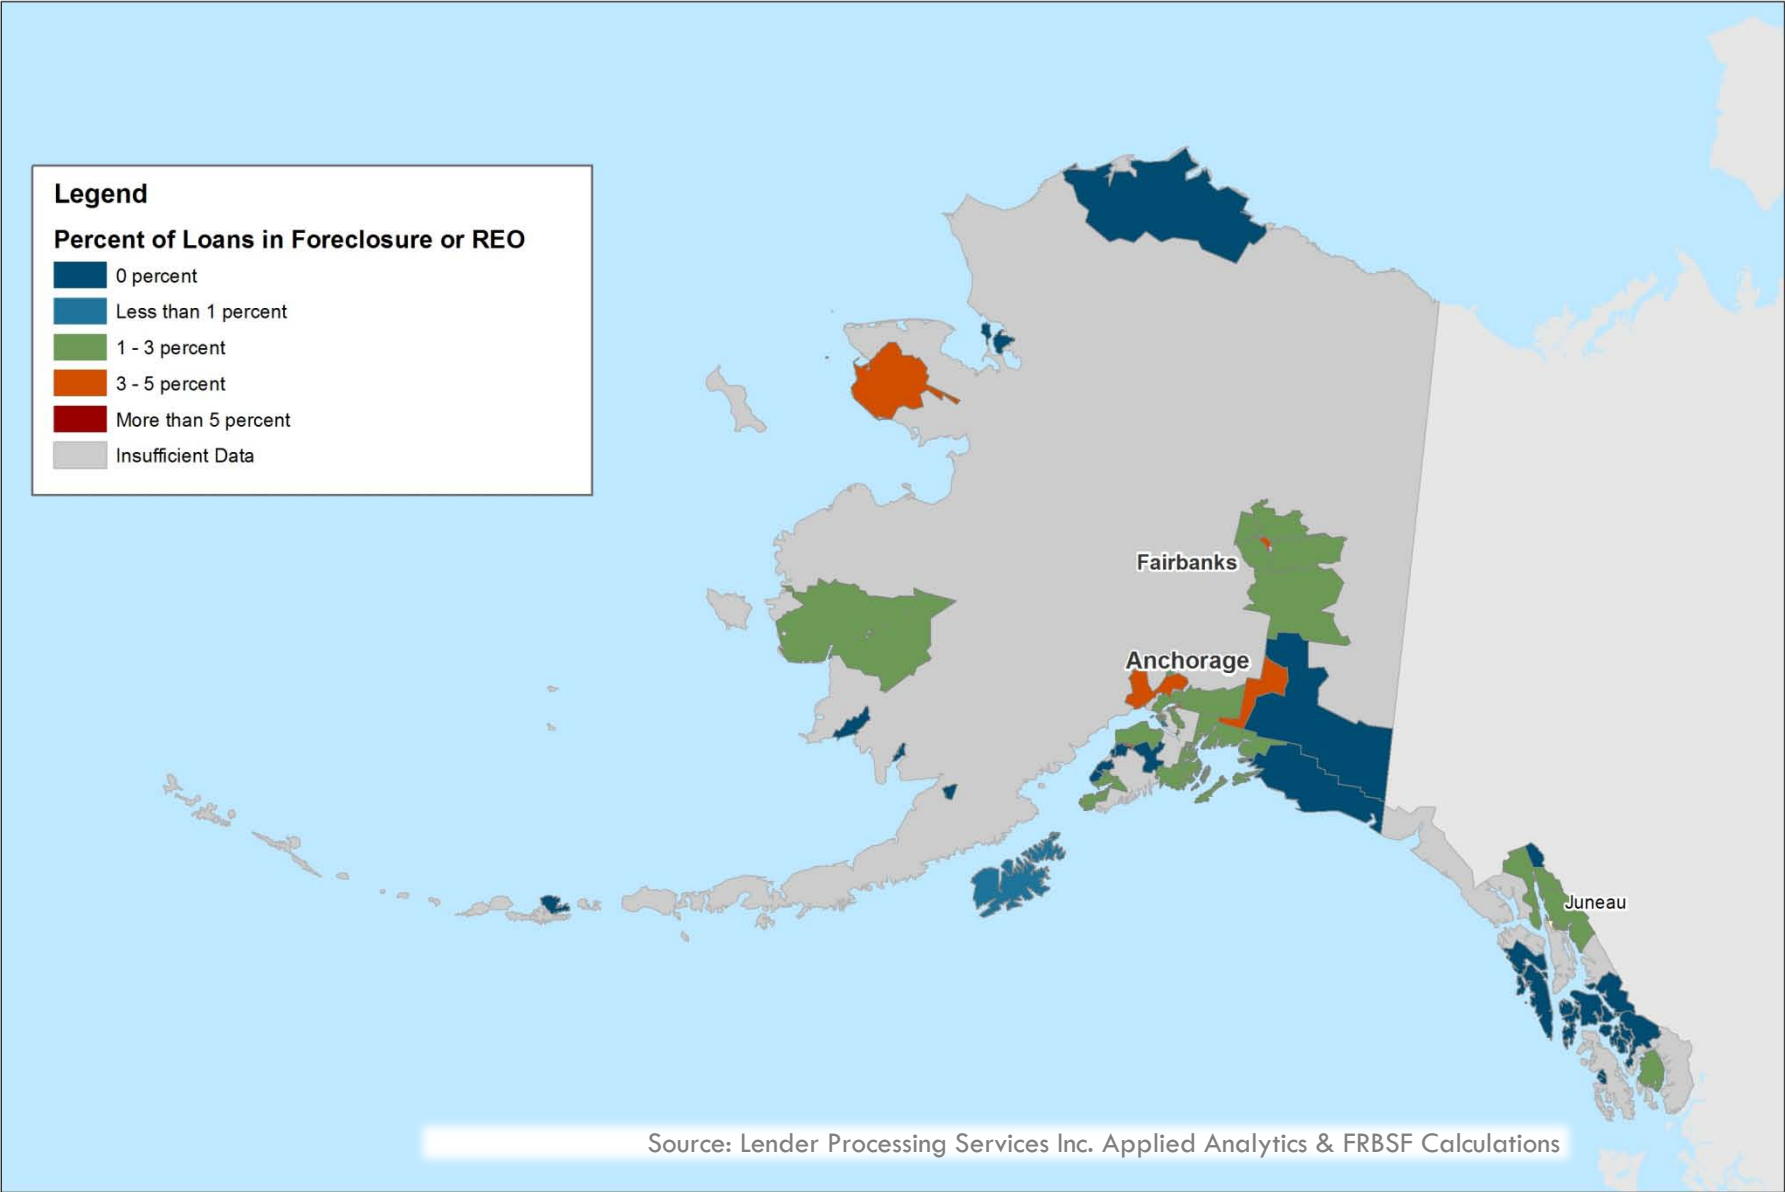 Legend
Percent of Loans in Foreclosure or REO
0 percent
Less than 1 percent
1 - 3 percent
3 - 5 percent
More than 5 percent
Insufficient Data
Fairbanks
Anchorage
Juneau
Source: Lender Processing Services Inc. Applied Analytics & FRBSF Calculations